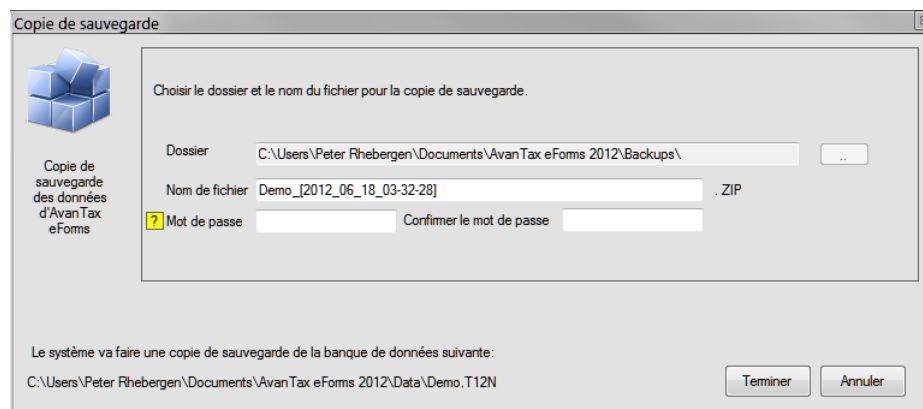 Copie de sauvegarde
Choisir le dossier et le nom du fichier pour la copie de sauvegarde.
Copie de
sauvegarde
des données
d'AvanTax
eForms
Dossier
C:\Users\Peter Rhebergen\Documents\AvanTax eForms 2012\Backups\
..
Nom de fichier
Demo_[2012_06_18_03-32-28]
. ZIP
? Mot de passe
Confirmer le mot de passe
Le système va faire une copie de sauvegarde de la banque de données suivante:
C:\Users\Peter Rhebergen\Documents\AvanTax eForms 2012\Data\Demo.T12N
Terminer
Annuler